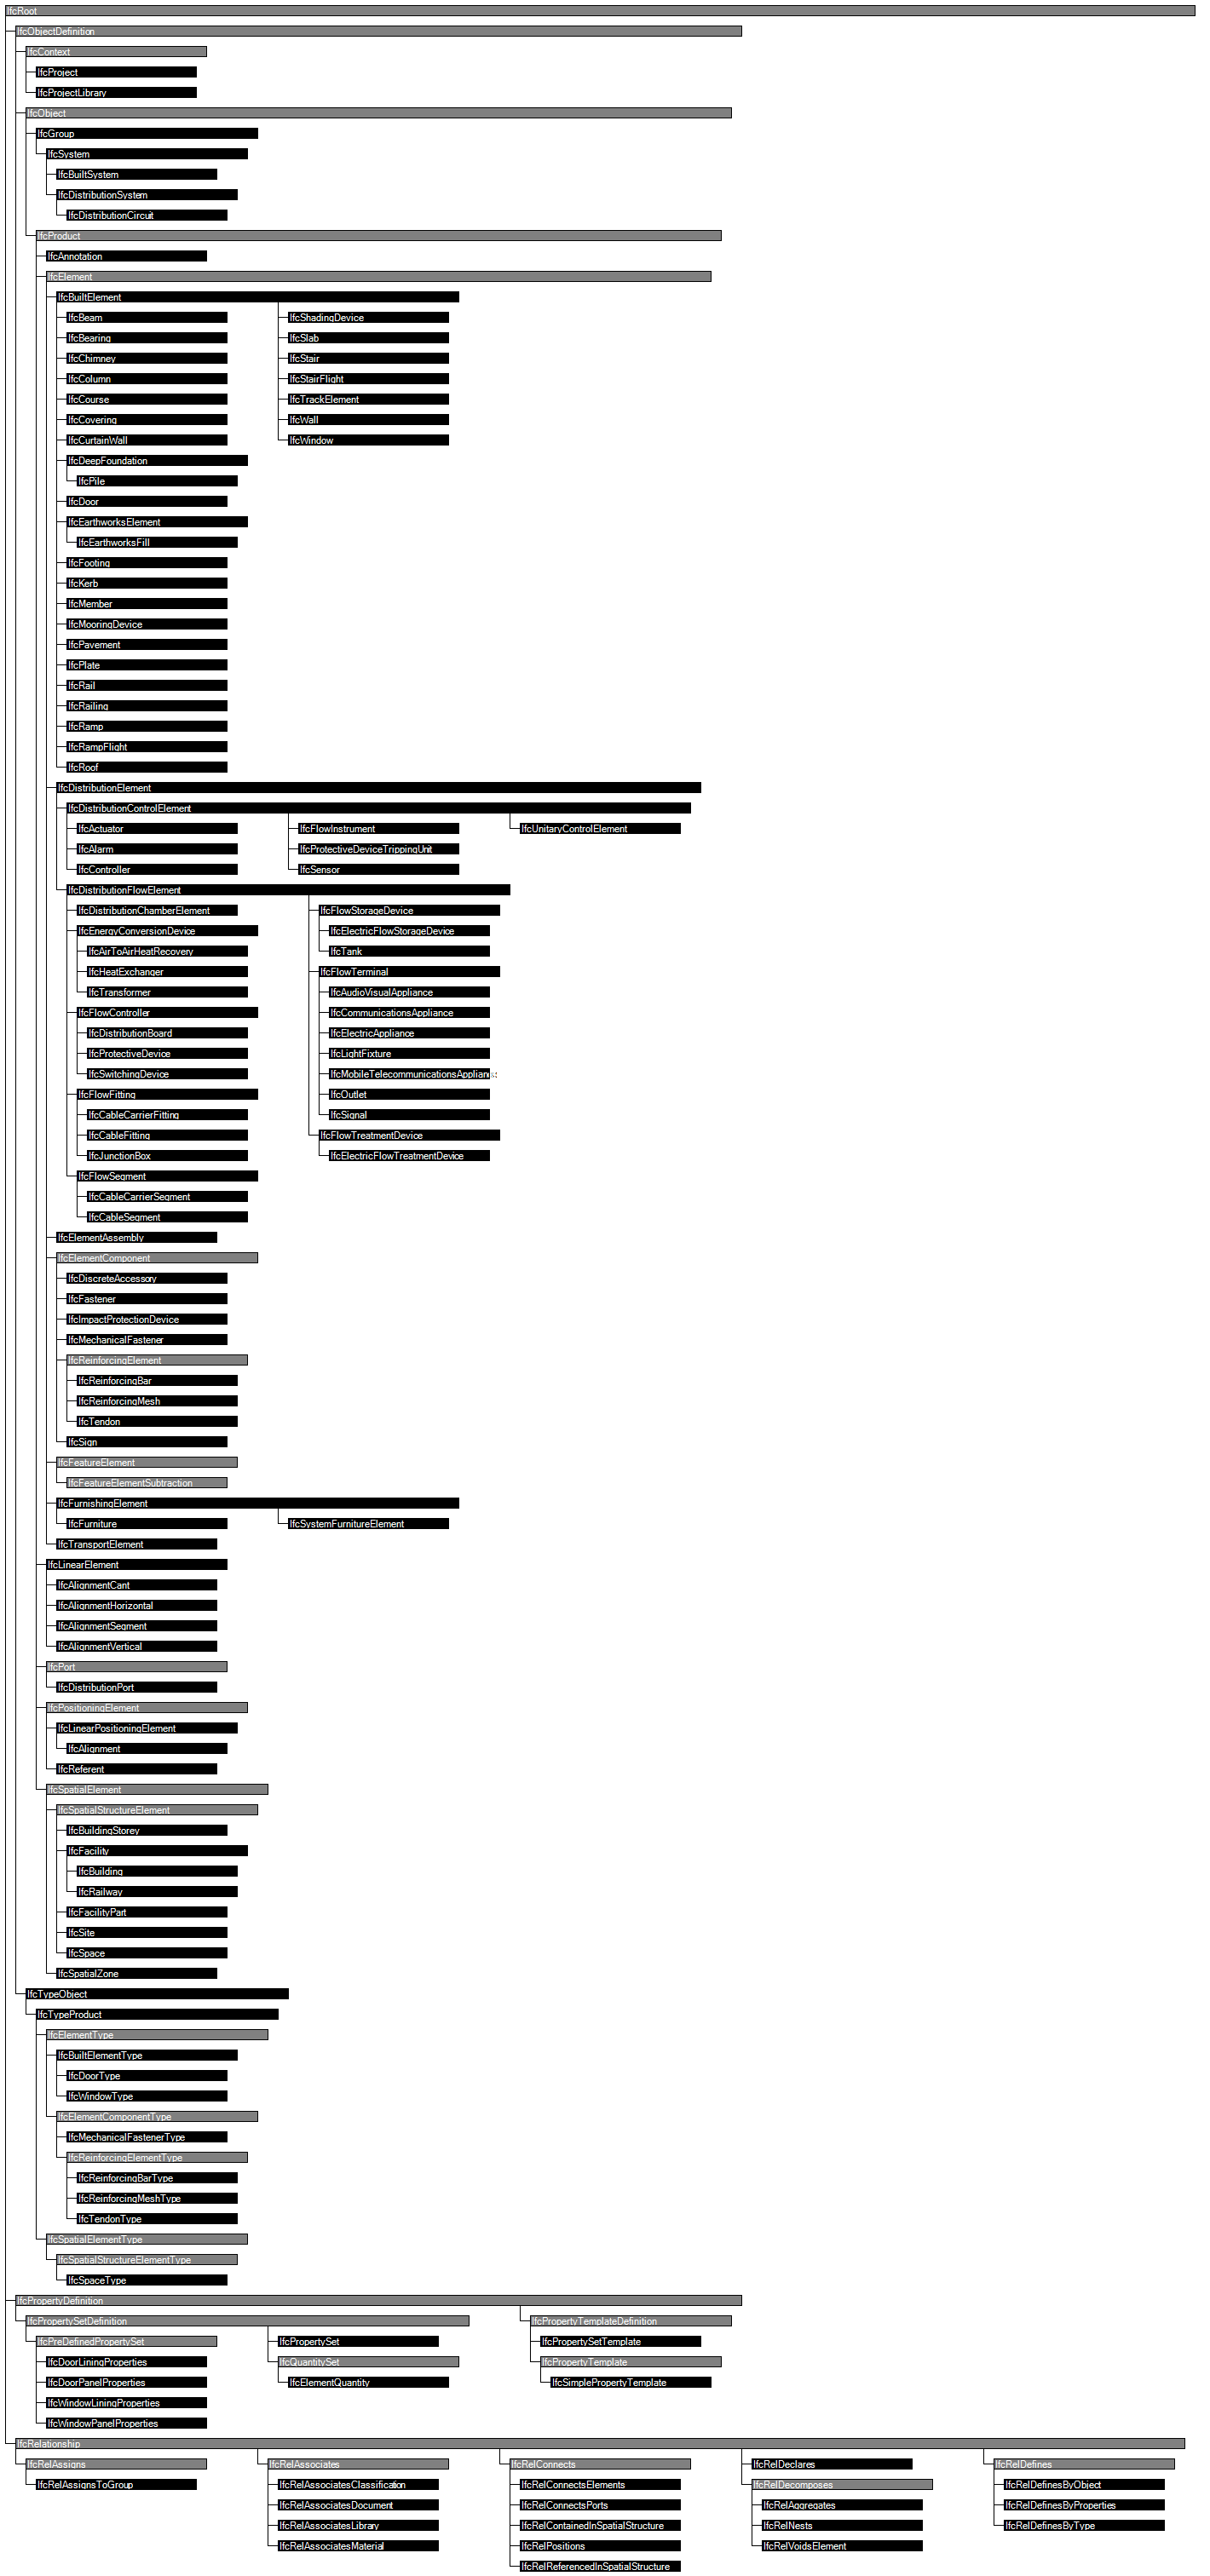 IfcRoot
IfcObjectDefinition
IfcContext
IfcProject
IfcProjectLibrary
IfcObject
IfcGroup
IfcSystem
IfcBuiltSystem
IfcDistributionSystem
IfcDistributionCircuit
IfcProduct
IfcAnnotation
IfcElement
IfcBuiltElement
IfcBeam
IfcBearing
IfcChimney
IfcColumn
IfcCourse
IfcCovering
IfcCurtainWall
IfcDeepFoundation
IfcPile
IfcDoor
IfcEarthworksElement
IfcEarthworksFill
IfcFooting
IfcKerb
IfcMember
IfcMooringDevice
IfcPavement
IfcPlate
IfcRail
IfcRailing
IfcRamp
IfcRampFlight
IfcRoof
IfcShadingDevice
IfcSlab
IfcStair
IfcStairFlight
IfcTrackElement
IfcWall
IfcWindow
IfcDistributionElement
IfcDistributionControlElement
IfcActuator
IfcAlarm
IfcController
IfcFlowInstrument
IfcProtectiveDeviceTrippingUnit
IfcSensor
IfcUnitaryControlElement
IfcDistributionFlowElement
IfcDistributionChamberElement
IfcEnergyConversionDevice
IfcAirToAirHeatRecovery
IfcHeatExchanger
IfcTransformer
IfcFlowController
IfcDistributionBoard
IfcProtectiveDevice
IfcSwitchingDevice
IfcFlowFitting
IfcCableCarrierFitting
IfcCableFitting
IfcJunctionBox
IfcFlowSegment
IfcCableCarrierSegment
IfcCableSegment
IfcFlowStorageDevice
IfcElectricFlowStorageDevice
IfcTank
IfcFlowTerminal
IfcAudioVisualAppliance
IfcCommunicationsAppliance
IfcElectricAppliance
IfcLightFixture
IfcMobileTelecommunicationsAppliance
IfcOutlet
IfcSignal
IfcFlowTreatmentDevice
IfcElectricFlowTreatmentDevice
IfcElementAssembly
IfcElementComponent
IfcDiscreteAccessory
IfcFastener
IfcImpactProtectionDevice
IfcMechanicalFastener
IfcReinforcingElement
IfcReinforcingBar
IfcReinforcingMesh
IfcTendon
IfcSign
IfcFeatureElement
IfcFeatureElementSubtraction
IfcFurnishingElement
IfcFurniture
IfcSystemFurnitureElement
IfcTransportElement
IfcLinearElement
IfcAlignmentCant
IfcAlignmentHorizontal
IfcAlignmentSegment
IfcAlignmentVertical
IfcPort
IfcDistributionPort
IfcPositioningElement
IfcLinearPositioningElement
IfcAlignment
IfcReferent
IfcSpatialElement
IfcSpatialStructureElement
IfcBuildingStorey
IfcFacility
IfcBuilding
IfcRailway
IfcFacilityPart
IfcSite
IfcSpace
IfcSpatialZone
IfcTypeObject
IfcTypeProduct
IfcElementType
IfcBuiltElementType
IfcDoorType
IfcWindowType
IfcElementComponentType
IfcMechanicalFastenerType
IfcReinforcingElementType
IfcReinforcingBarType
IfcReinforcingMeshType
IfcTendonType
IfcSpatialElementType
IfcSpatialStructureElementType
IfcSpaceType
IfcPropertyDefinition
IfcPropertySetDefinition
IfcPreDefinedPropertySet
IfcDoorLiningProperties
IfcDoorPanelProperties
IfcWindowLiningProperties
IfcWindowPanelProperties
IfcPropertySet
IfcQuantitySet
IfcElementQuantity
IfcPropertyTemplateDefinition
IfcPropertySetTemplate
IfcPropertyTemplate
IfcSimplePropertyTemplate
IfcRelationship
IfcRelAssigns
IfcRelAssignsToGroup
IfcRelAssociates
IfcRelAssociatesClassification
IfcRelAssociatesDocument
IfcRelAssociatesLibrary
IfcRelAssociatesMaterial
IfcRelConnects
IfcRelConnectsElements
IfcRelConnectsPorts
IfcRelContainedInSpatialStructure
IfcRelPositions
IfcRelReferencedInSpatialStructure
IfcRelDeclares
IfcRelDecomposes
IfcRelAggregates
IfcRelNests
IfcRelVoidsElement
IfcRelDefines
IfcRelDefinesByObject
IfcRelDefinesByProperties
IfcRelDefinesByType